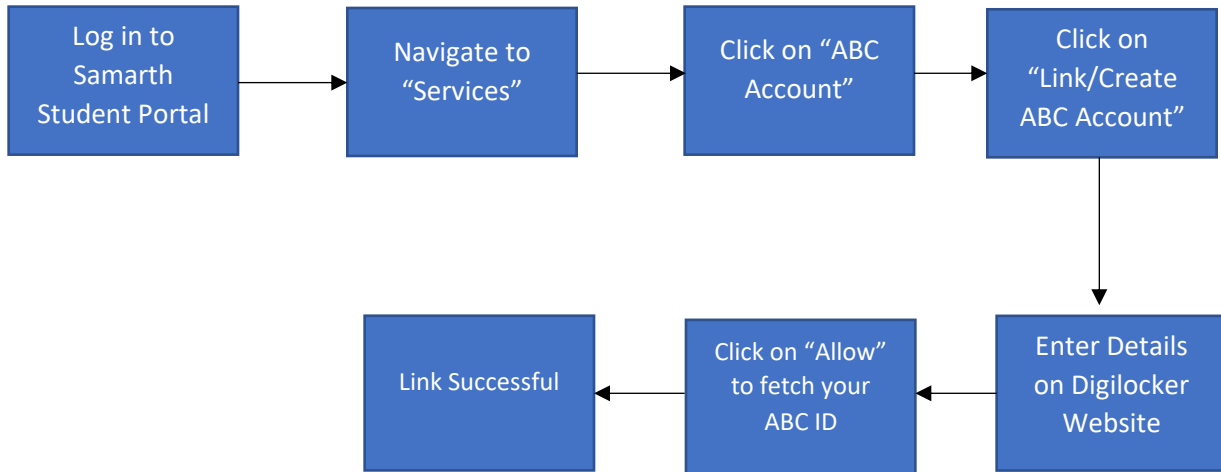 Log in to
Samarth
Student Portal
Navigate to
“Services”
Click on “ABC
Account”
Click on
“Link/Create
ABC Account”
Enter Details
on Digilocker
Website
Click on “Allow”
to fetch your
ABC ID
Link Successful